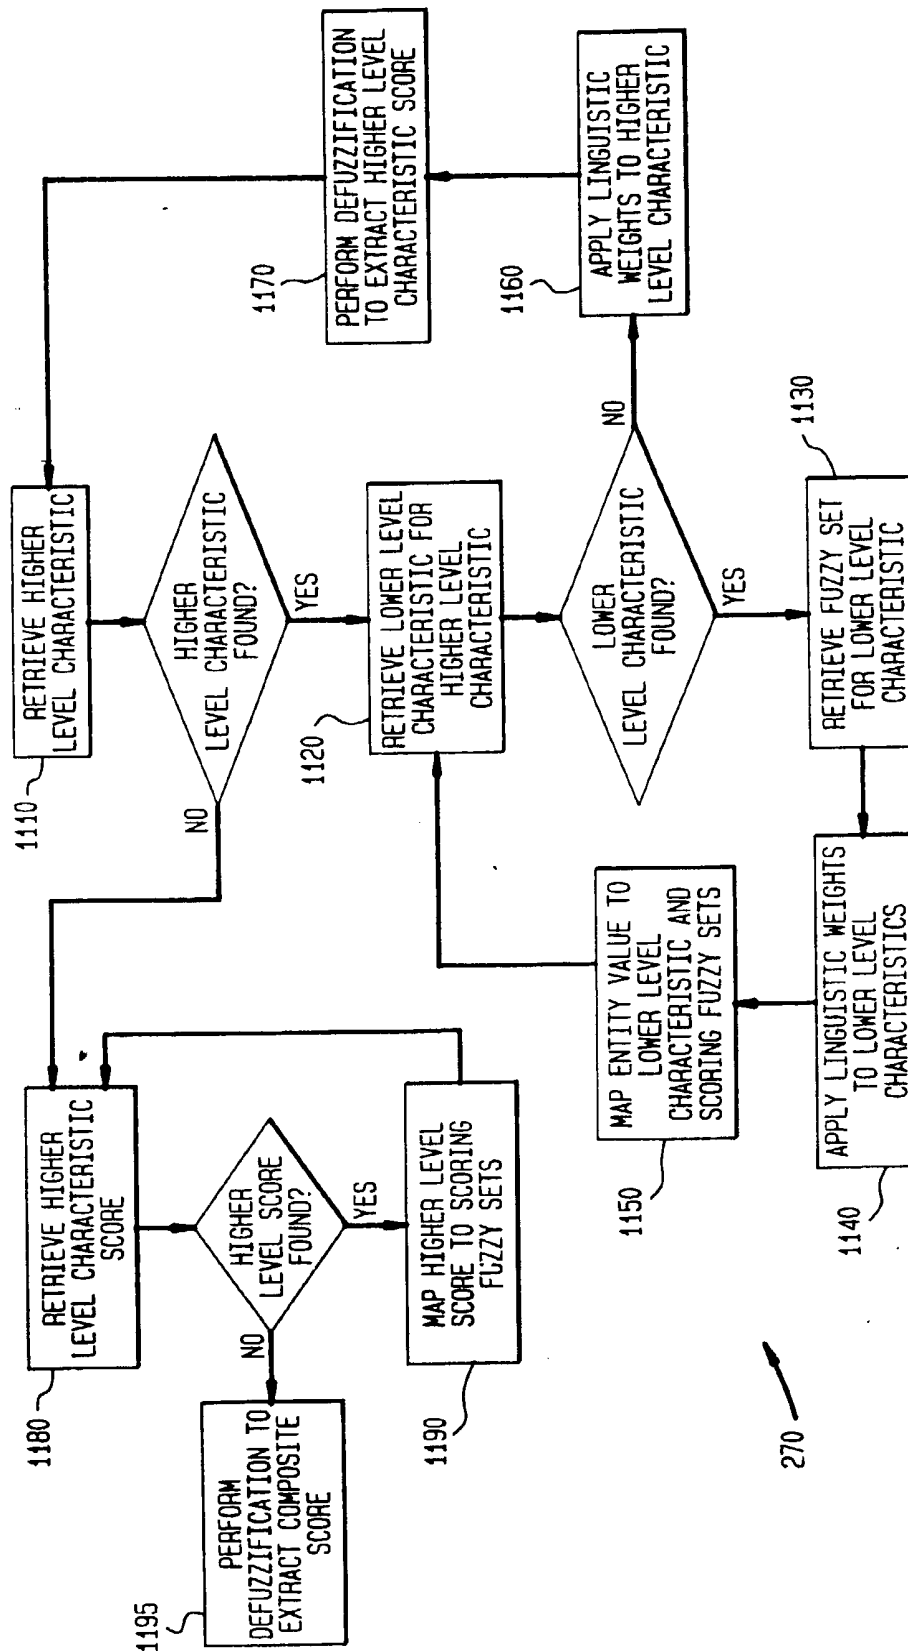 1110
RETRIEVE HIGHER
LEVEL CHARACTERISTIC
HIGHER
LEVEL CHARACTERISTIC
FOUND?
NO
YES
1120
RETRIEVE LOWER LEVEL
CHARACTERISTIC FOR
HIGHER LEVEL
CHARACTERISTIC
LOWER
LEVEL CHARACTERISTIC
FOUND?
NO
YES
1130
RETRIEVE FUZZY SET
FOR LOWER LEVEL
CHARACTERISTIC
1140
APPLY LINGUISTIC WEIGHTS
TO LOWER LEVEL
CHARACTERISTICS
1150
MAP ENTITY VALUE TO
LOWER LEVEL
CHARACTERISTIC AND
SCORING FUZZY SETS
1160
APPLY LINGUISTIC
WEIGHTS TO HIGHER
LEVEL CHARACTERISTIC
1170
PERFORM DEFUZZIFICATION
TO EXTRACT HIGHER LEVEL
CHARACTERISTIC SCORE
1180
RETRIEVE HIGHER
LEVEL CHARACTERISTIC
SCORE
HIGHER
LEVEL SCORE
FOUND?
NO
YES
1190
MAP HIGHER LEVEL
SCORE TO SCORING
FUZZY SETS
1195
PERFORM
DEFUZZIFICATION TO
EXTRACT COMPOSITE
SCORE
270